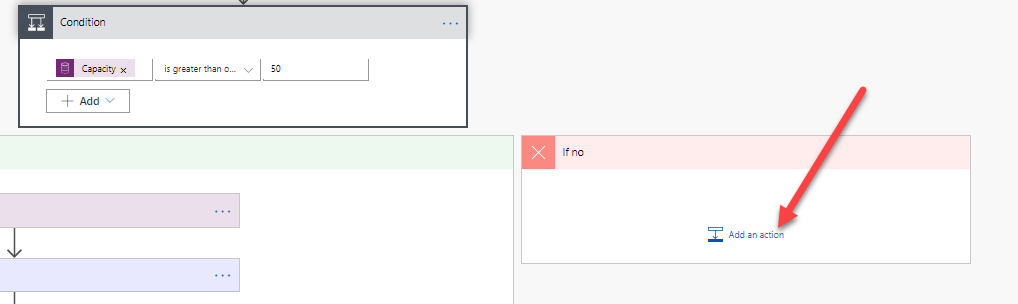 Condition
Capacity x
is greater than o...
50
+ Add
If no
Add an action